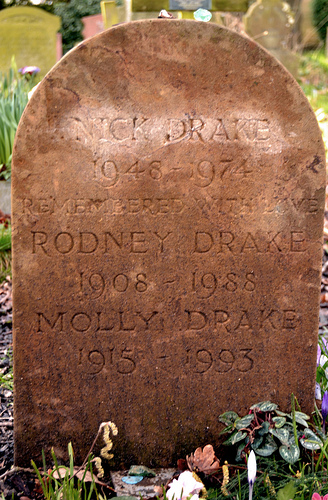 NICK DRAKE
1948 - 1974
REMEMBERED WITH LOVE
RODNEY DRAKE
1908 - 1988
MOLLY DRAKE
1915 - 1993